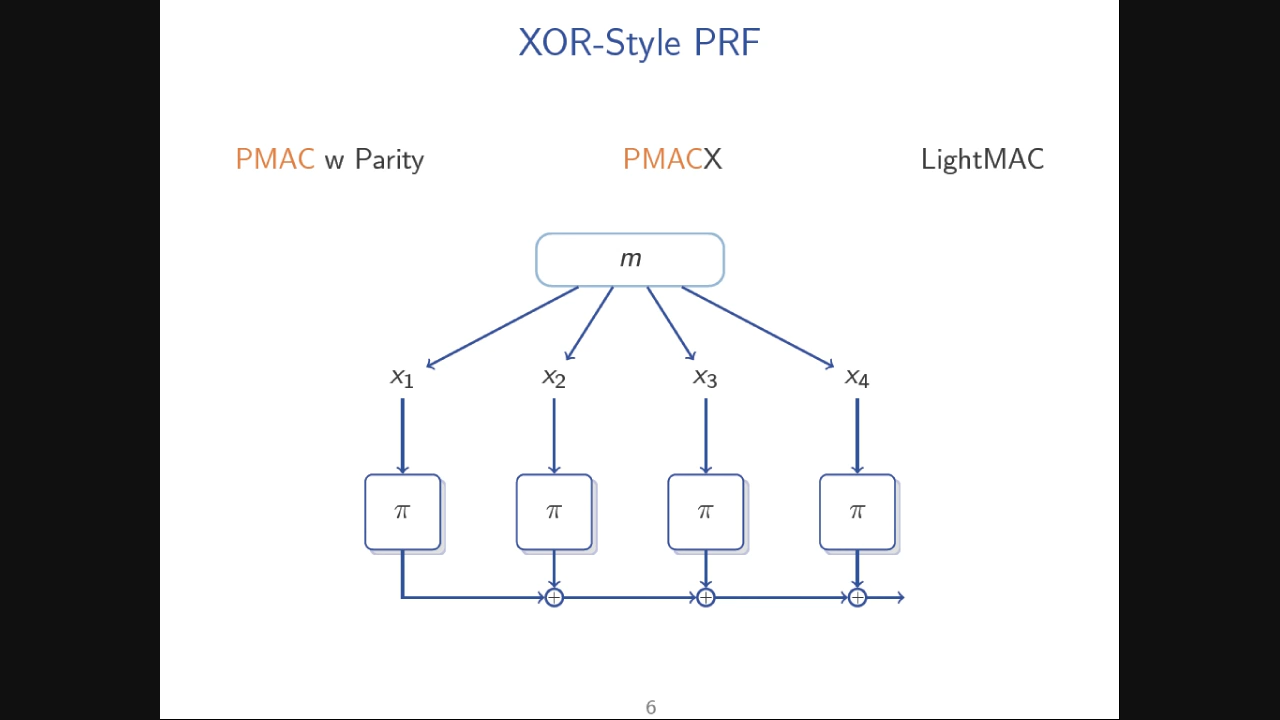 XOR-Style PRF
PMAC w Parity PMACX LightMAC
m
x1 x2 x3 x4
π π π π
6